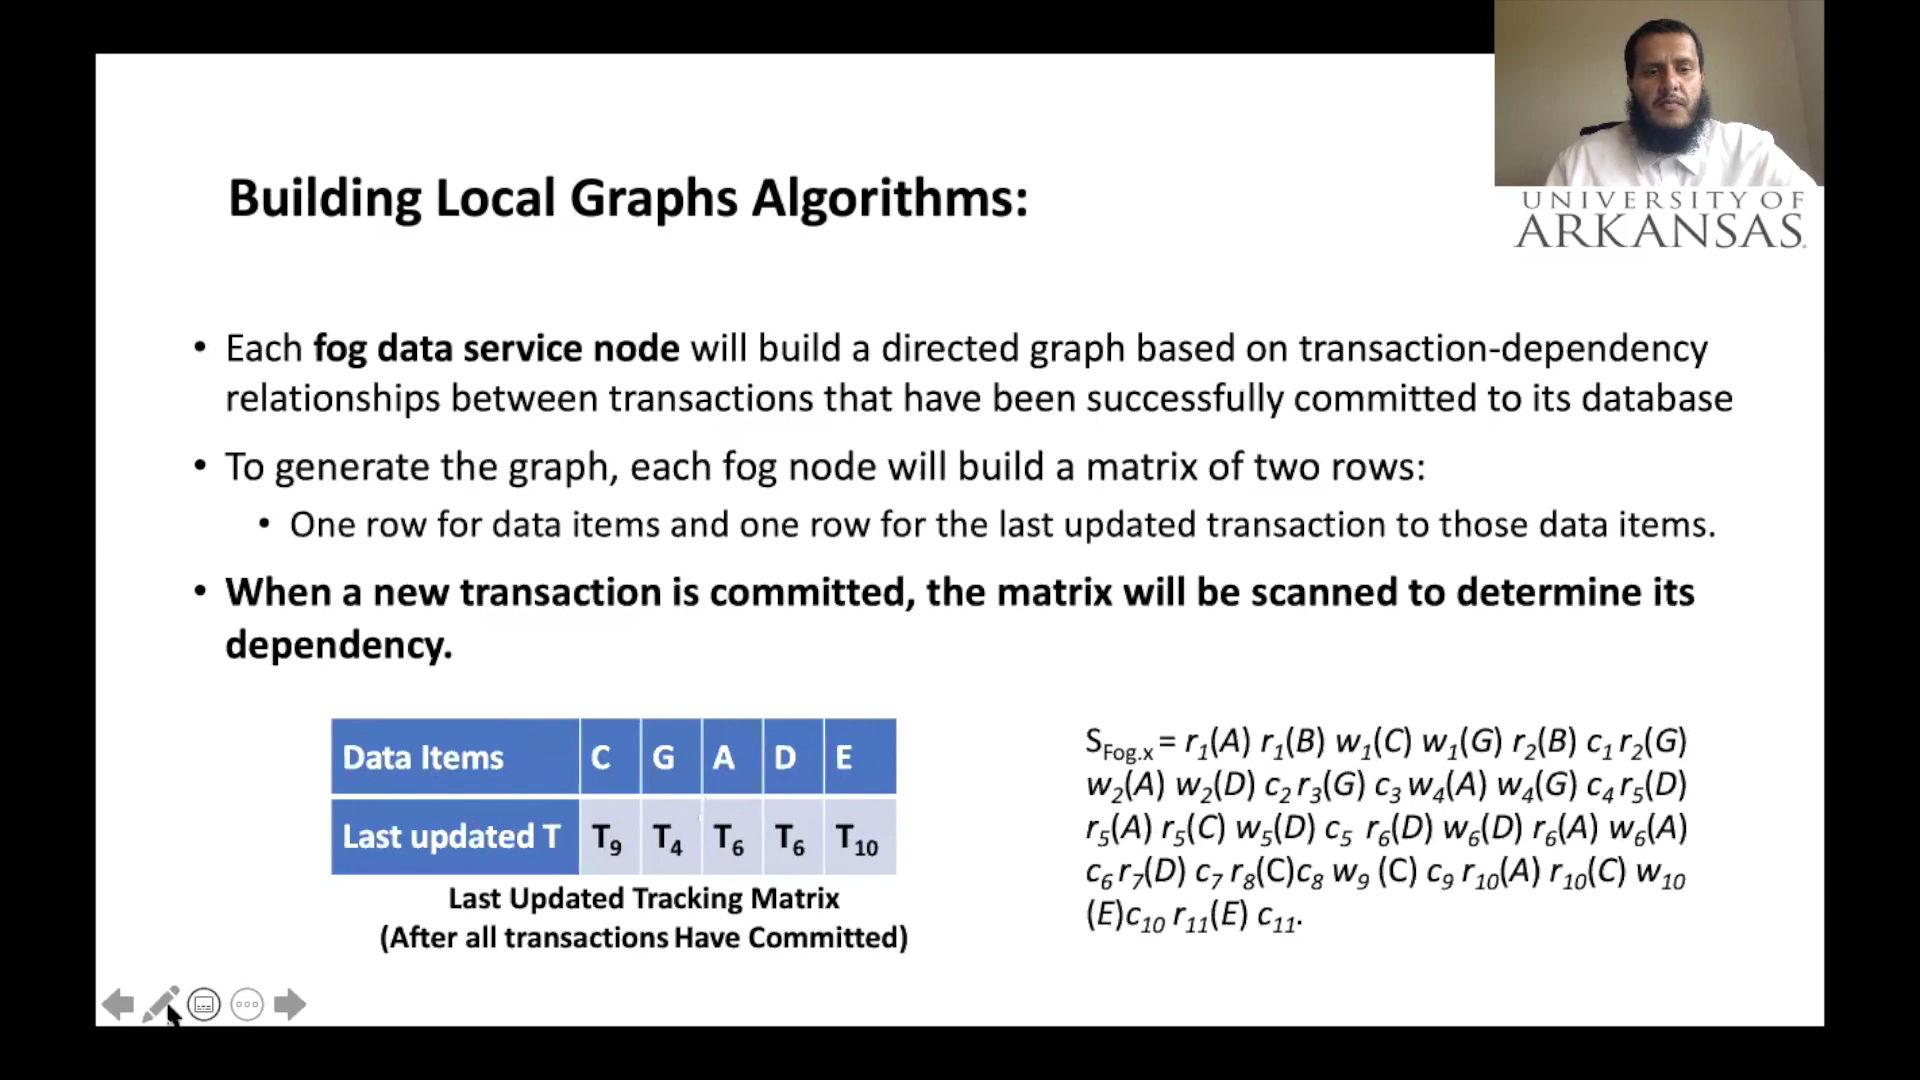 UNIVERSITY OF
ARKANSAS.
Building Local Graphs Algorithms:
• Each fog data service node will build a directed graph based on transaction-dependency
relationships between transactions that have been successfully committed to its database
• To generate the graph, each fog node will build a matrix of two rows:
• One row for data items and one row for the last updated transaction to those data items.
• When a new transaction is committed, the matrix will be scanned to determine its
dependency.
Data Items C G A D E
Last updated T T₉ T₄ T₆ T₆ T₁₀
Last Updated Tracking Matrix
(After all transactions Have Committed)
S_Fog.x = r₁(A) r₁(B) w₁(C) w₁(G) r₂(B) c₁ r₂(G)
w₂(A) w₂(D) c₂ r₃(G) c₃ w₄(A) w₄(G) c₄ r₅(D)
r₅(A) r₅(C) w₅(D) c₅ r₆(D) w₆(D) r₆(A) w₆(A)
c₆ r₇(D) c₇ r₈(C)c₈ w₉ (C) c₉ r₁₀(A) r₁₀(C) w₁₀
(E)c₁₀ r₁₁(E) c₁₁.